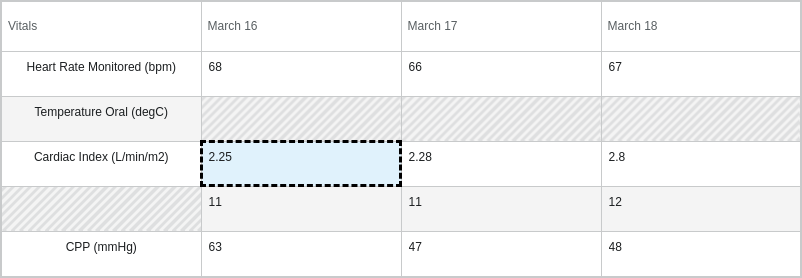 Vitals March 16 March 17 March 18
Heart Rate Monitored (bpm) 68 66 67
Temperature Oral (degC)
Cardiac Index (L/min/m2) 2.25 2.28 2.8
11 11 12
CPP (mmHg) 63 47 48